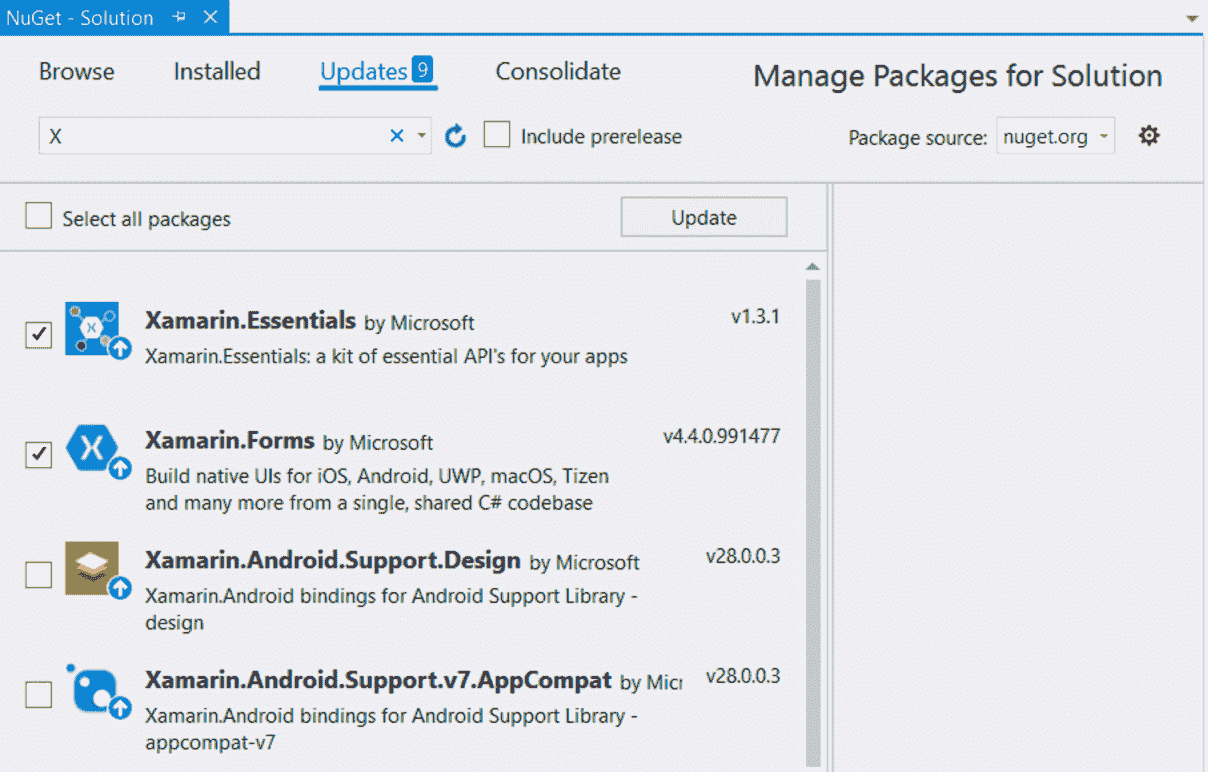 NuGet - Solution
Browse Installed Updates 9 Consolidate Manage Packages for Solution
X Include prerelease Package source: nuget.org
Select all packages Update
Xamarin.Essentials by Microsoft v1.3.1
Xamarin.Essentials: a kit of essential API's for your apps
Xamarin.Forms by Microsoft v4.4.0.991477
Build native UIs for iOS, Android, UWP, macOS, Tizen
and many more from a single, shared C# codebase
Xamarin.Android.Support.Design by Microsoft v28.0.0.3
Xamarin.Android bindings for Android Support Library -
design
Xamarin.Android.Support.v7.AppCompat by Micr v28.0.0.3
Xamarin.Android bindings for Android Support Library -
appcompat-v7